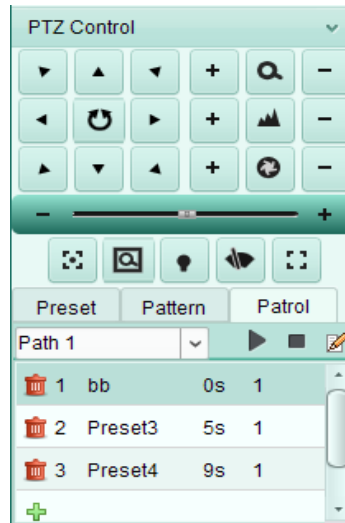 PTZ Control
+ −
+ −
+ −
− +
Preset Pattern Patrol
Path 1
1 bb 0s 1
2 Preset3 5s 1
3 Preset4 9s 1